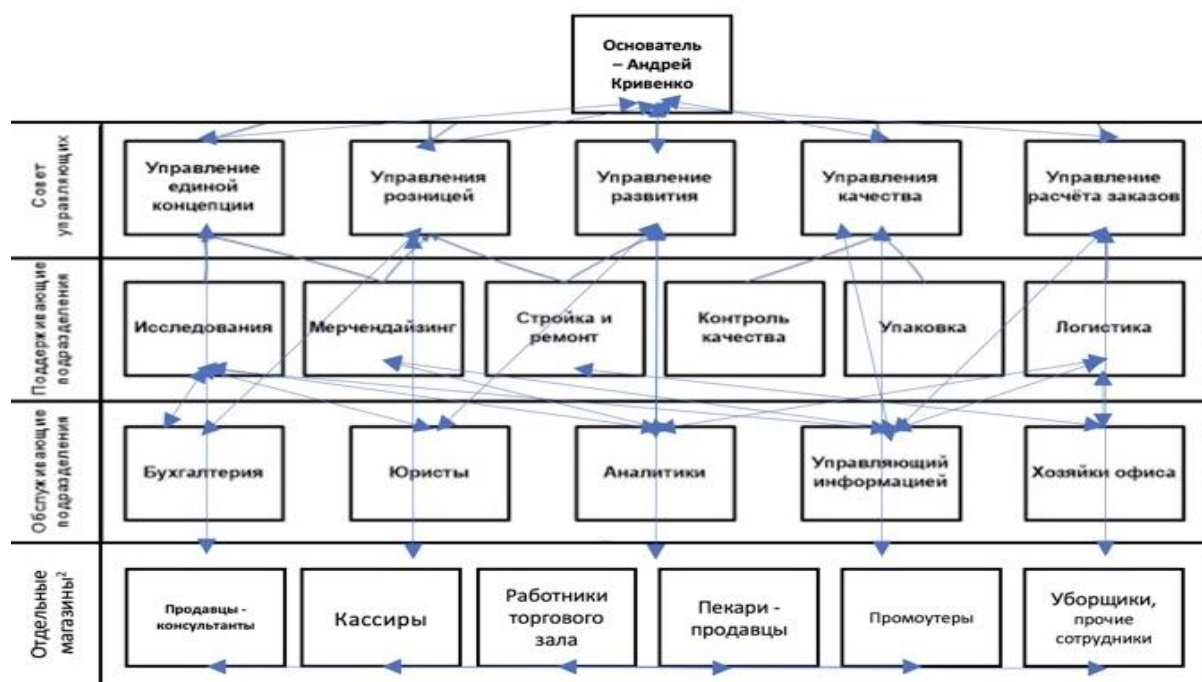 Основатель
– Андрей
Кривенко
Совет
управляющих
Управление
единой
концепции
Управления
розницей
Управление
развития
Управления
качества
Управление
расчёта заказов
Поддерживающие
подразделения
Исследования
Мерчендайзинг
Стройка и
ремонт
Контроль
качества
Упаковка
Логистика
Обслуживающие
подразделения
Бухгалтерия
Юристы
Аналитики
Управляющий
информацией
Хозяйки офиса
Отдельные
магазины²
Продавцы -
консультанты
Кассиры
Работники
торгового
зала
Пекари -
продавцы
Промоутеры
Уборщики,
прочие
сотрудники